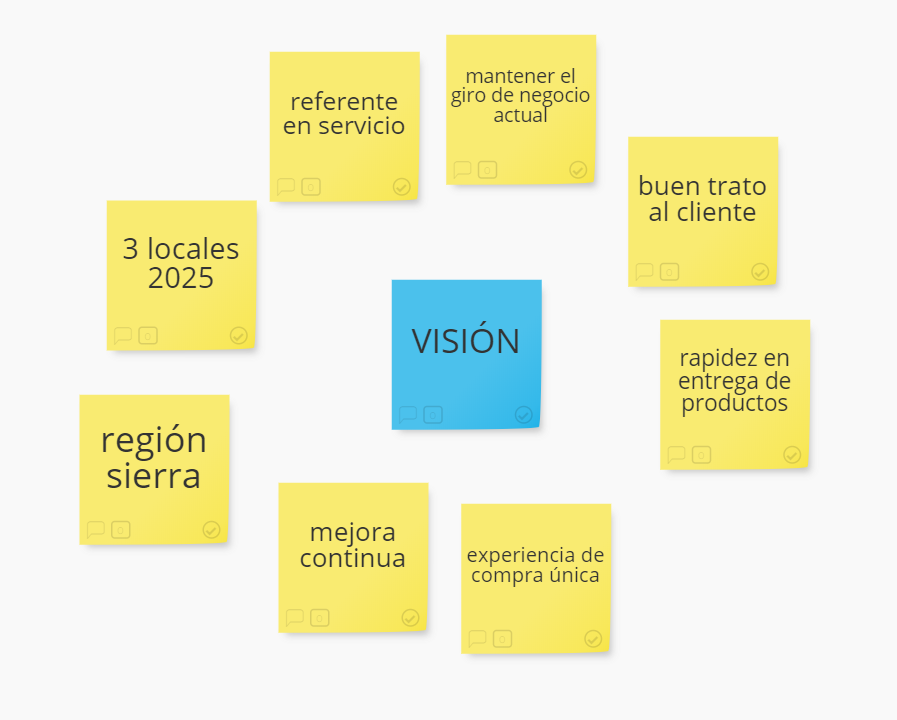 mantener el
giro de negocio
actual
referente
en servicio
buen trato
al cliente
3 locales
2025
VISIÓN
rapidez en
entrega de
productos
región
sierra
mejora
continua
experiencia de
compra única